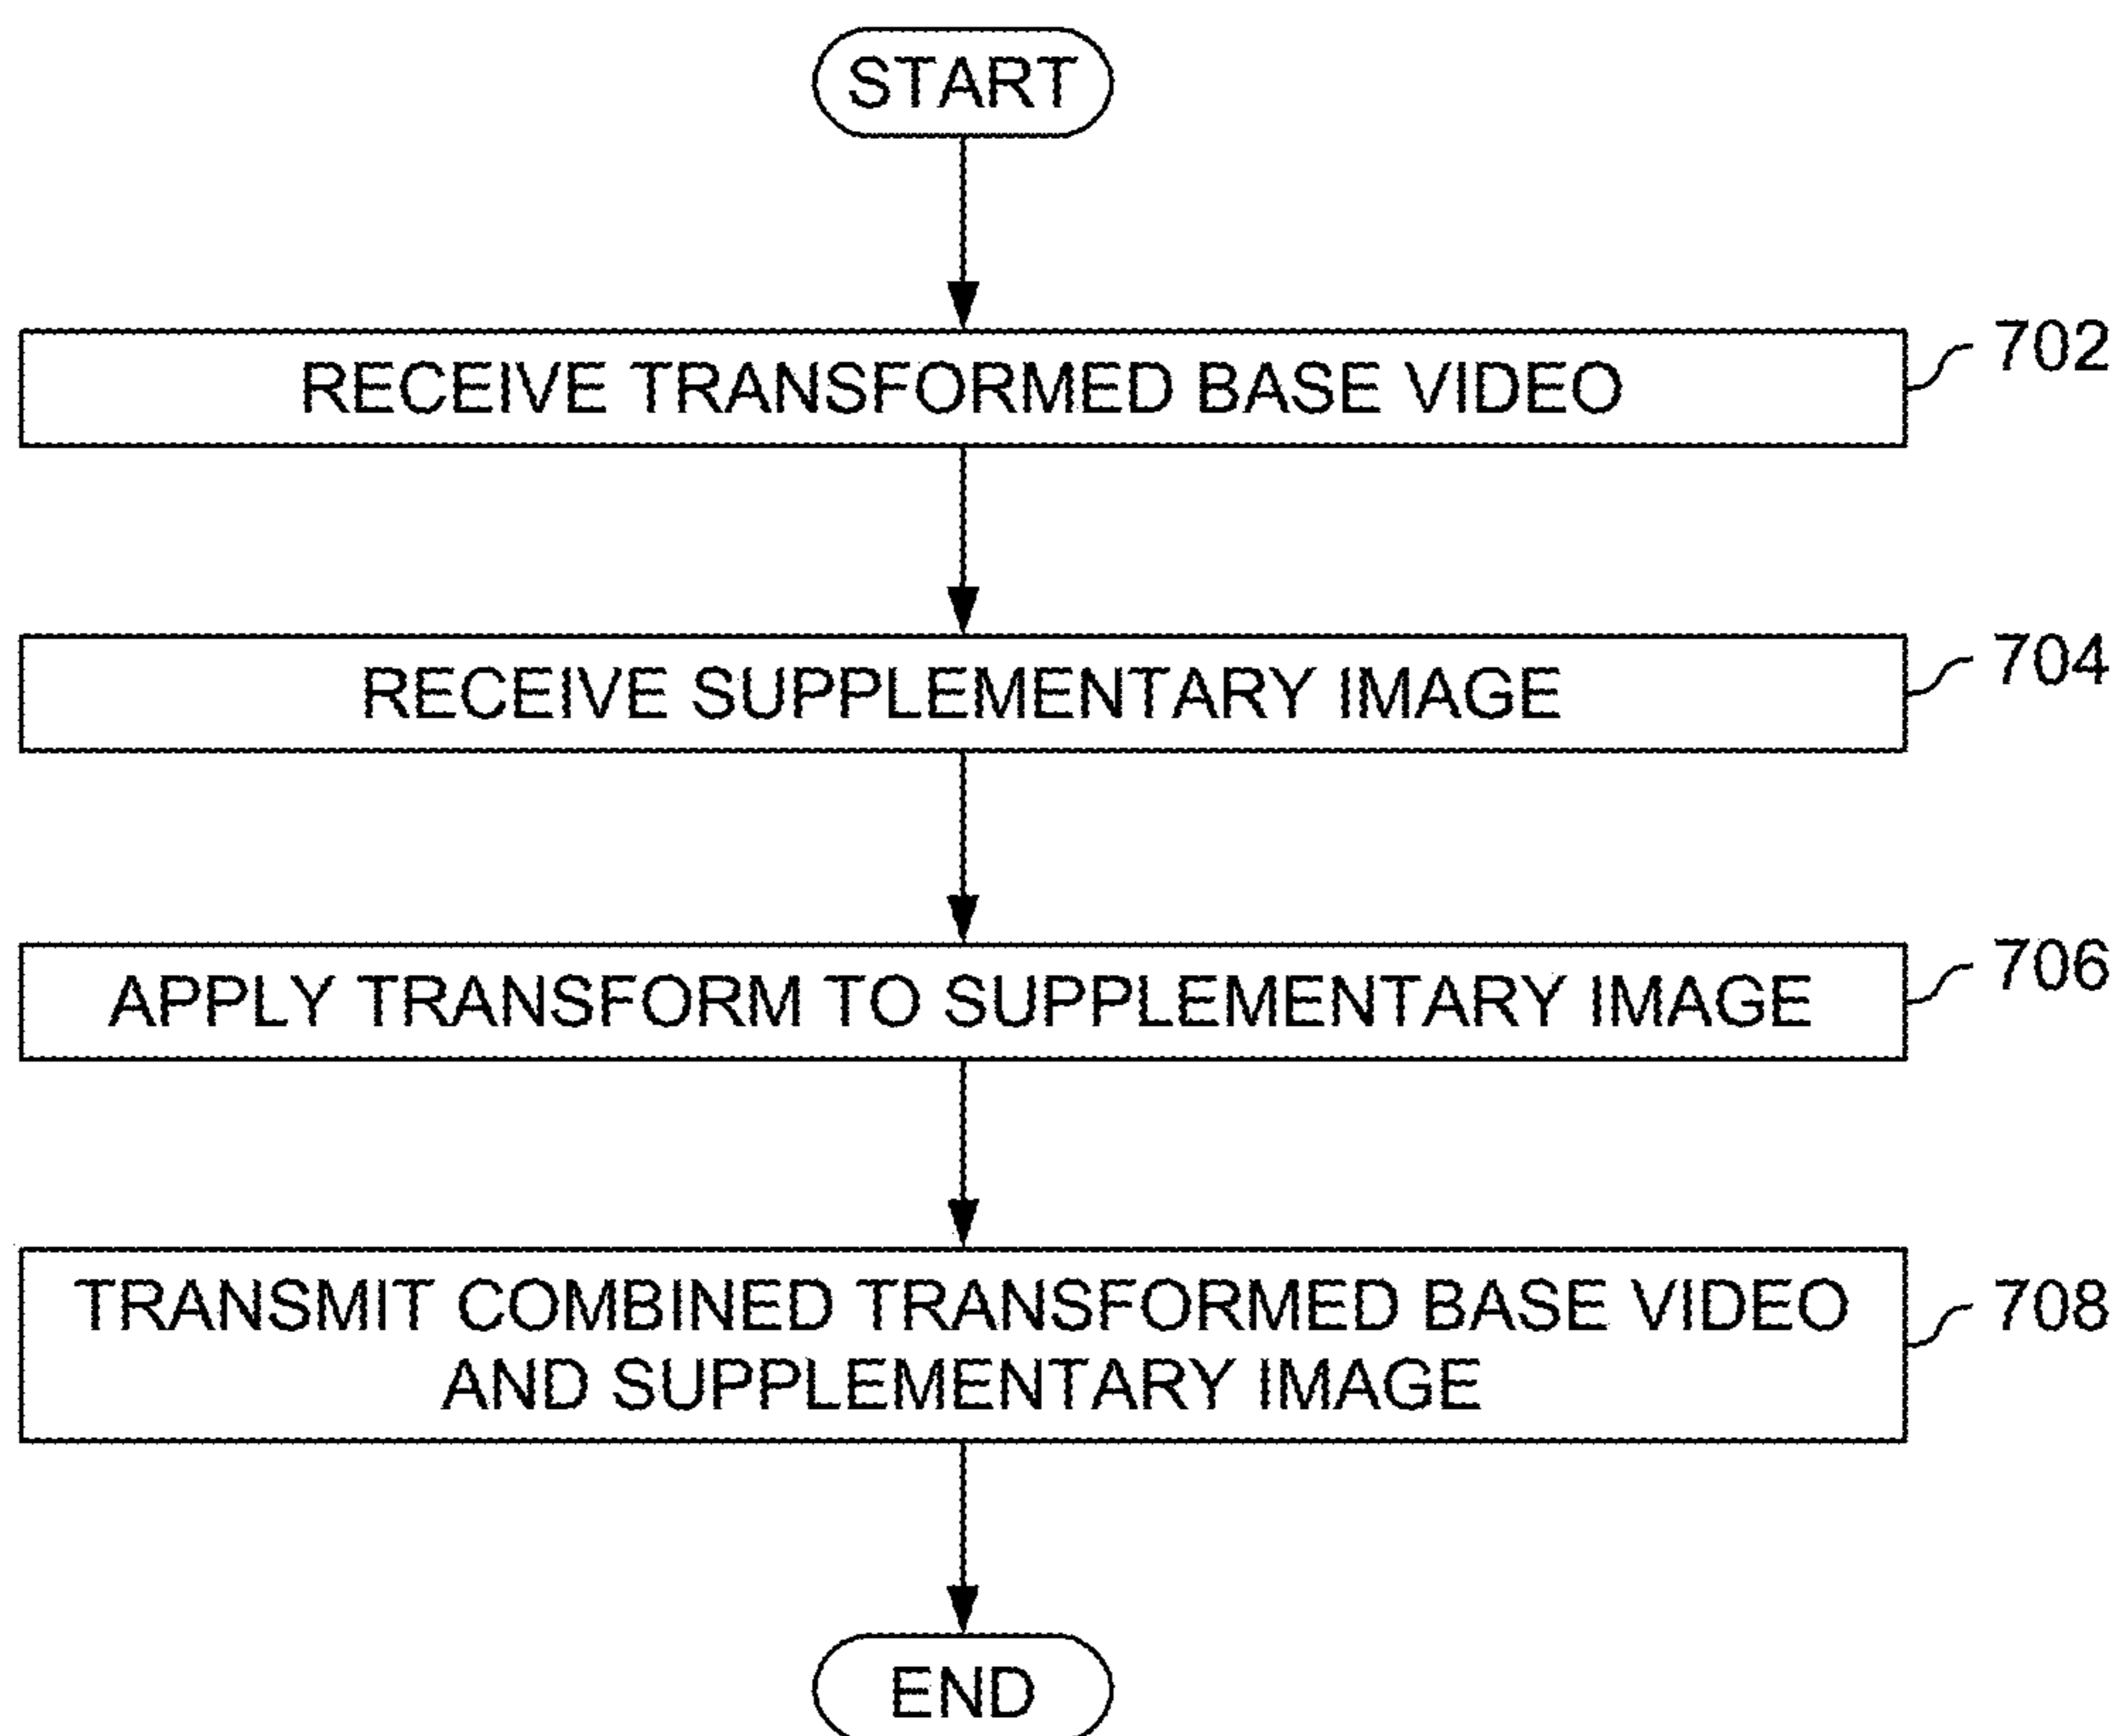 START
RECEIVE TRANSFORMED BASE VIDEO
702
RECEIVE SUPPLEMENTARY IMAGE
704
APPLY TRANSFORM TO SUPPLEMENTARY IMAGE
706
TRANSMIT COMBINED TRANSFORMED BASE VIDEO
AND SUPPLEMENTARY IMAGE
708
END